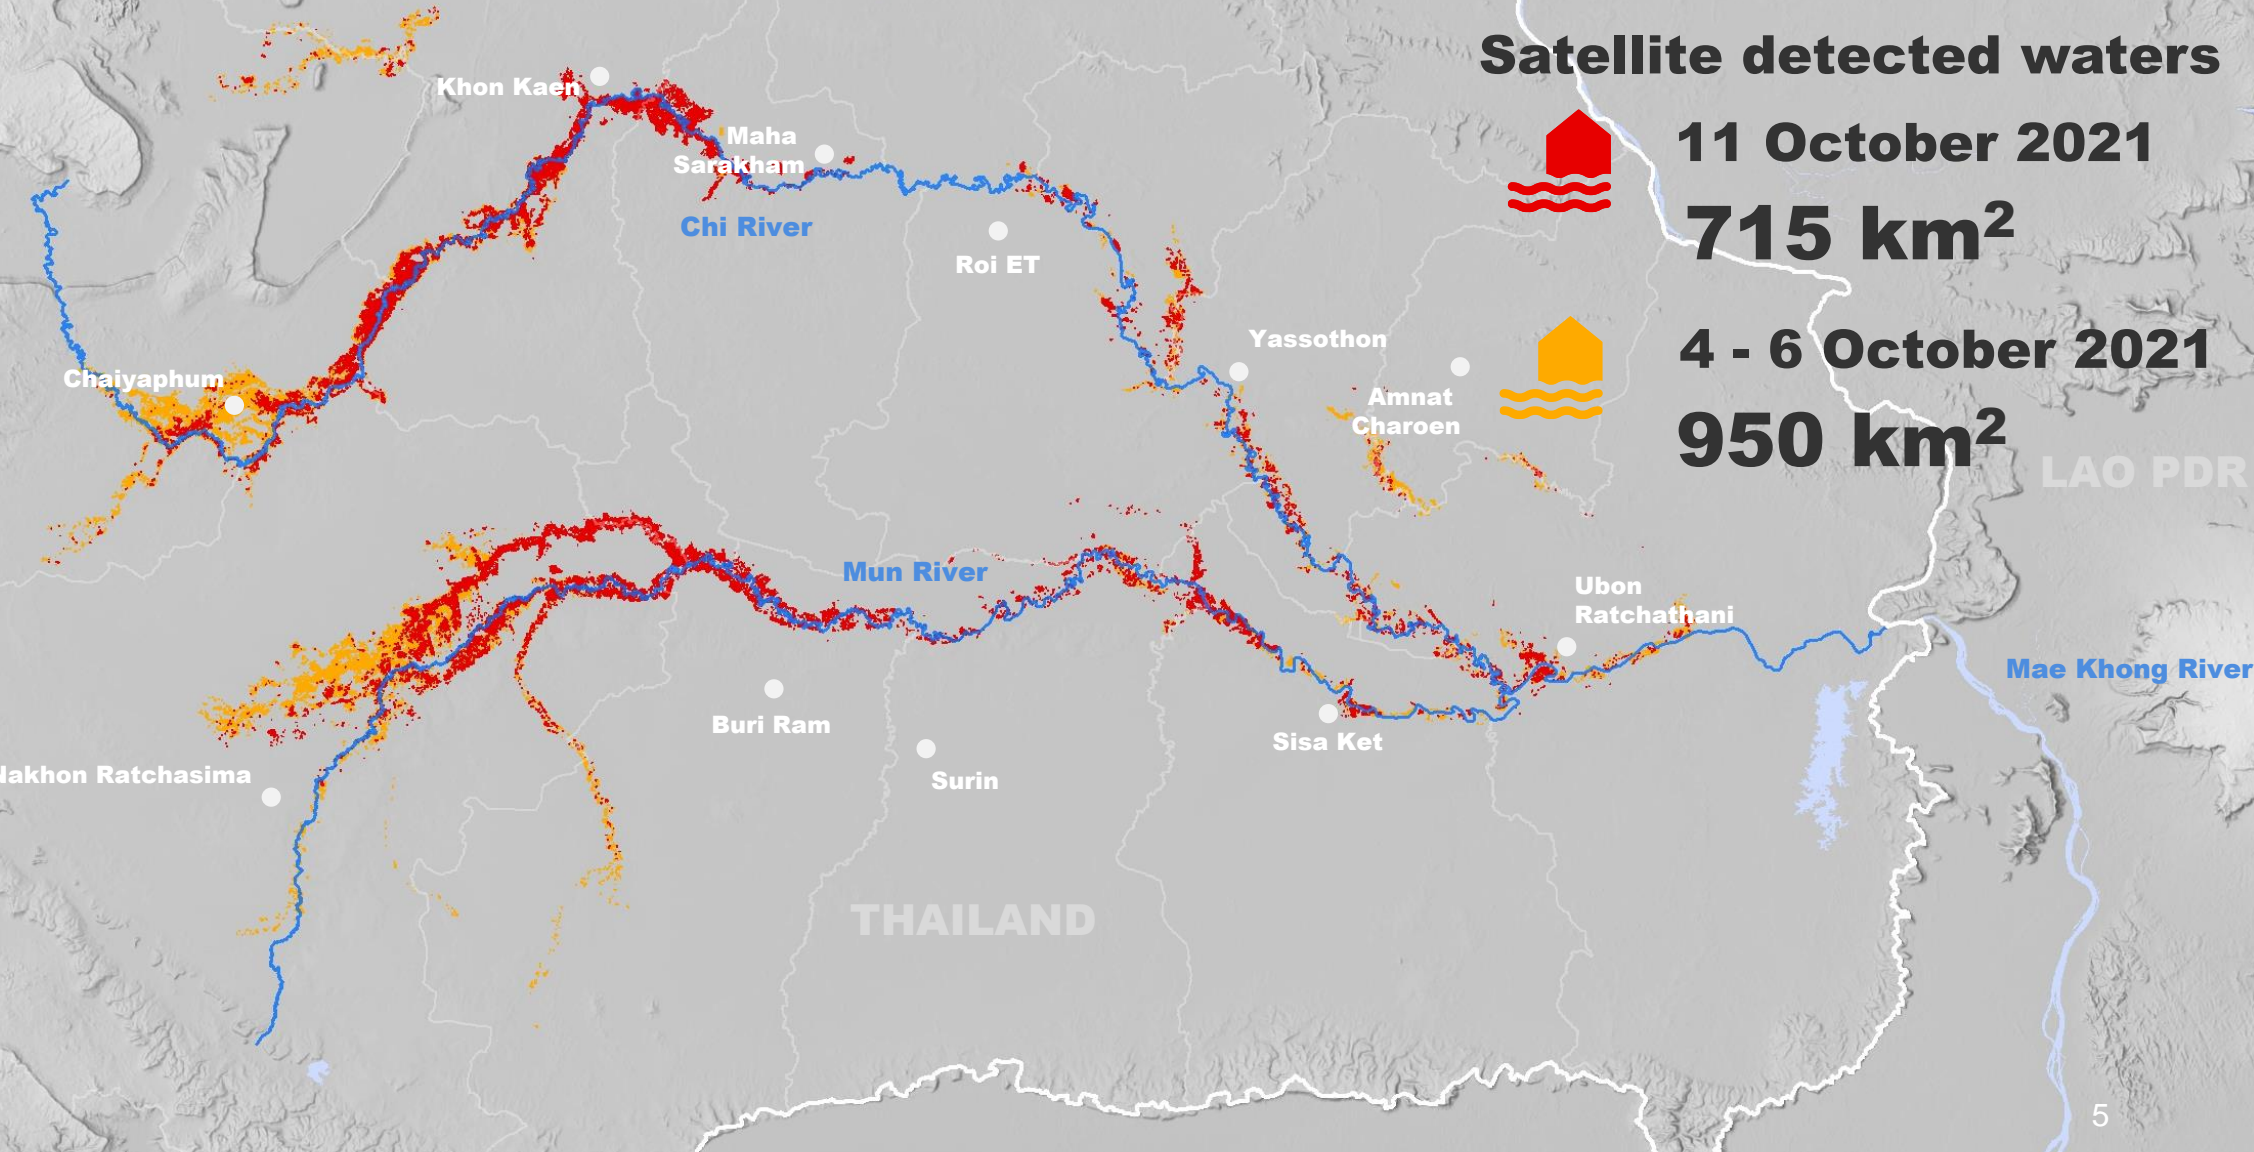 Satellite detected waters
11 October 2021
715 km²
4 - 6 October 2021
950 km²
Khon Kaen
Maha
Sarakham
Chi River
Roi ET
Yassothon
Chaiyaphum
Amnat
Charoen
LAO PDR
Mun River
Ubon
Ratchathani
Mae Khong River
Buri Ram
Sisa Ket
Nakhon Ratchasima
Surin
THAILAND
5